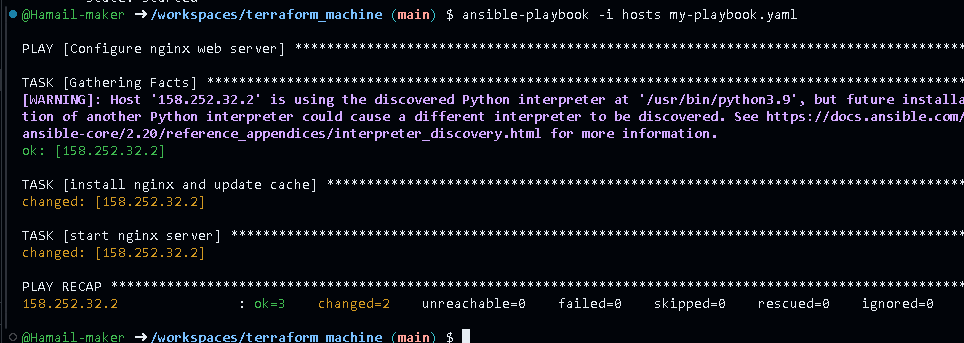 @Hamail-maker ➜ /workspaces/terraform_machine (main) $ ansible-playbook -i hosts my-playbook.yaml
PLAY [Configure nginx web server] **********************************************************************************
TASK [Gathering Facts] *********************************************************************************************
[WARNING]: Host '158.252.32.2' is using the discovered Python interpreter at '/usr/bin/python3.9', but future installa
tion of another Python interpreter could cause a different interpreter to be discovered. See https://docs.ansible.com/
ansible-core/2.20/reference_appendices/interpreter_discovery.html for more information.
ok: [158.252.32.2]
TASK [install nginx and update cache] ******************************************************************************
changed: [158.252.32.2]
TASK [start nginx server] ******************************************************************************************
changed: [158.252.32.2]
PLAY RECAP *********************************************************************************************************
158.252.32.2 : ok=3 changed=2 unreachable=0 failed=0 skipped=0 rescued=0 ignored=0
@Hamail-maker ➜ /workspaces/terraform_machine (main) $